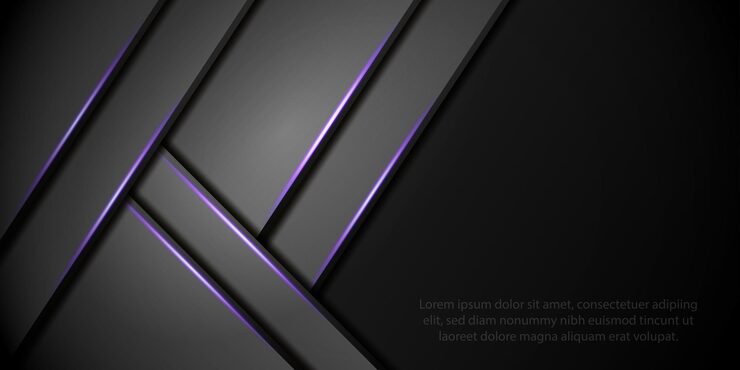 Lorem ipsum dolor sit amet, consectetuer adipiing
elit, sed diam nonummy nibh euismod tincunt ut
laoreet dolore magna aliquam erat volupat.